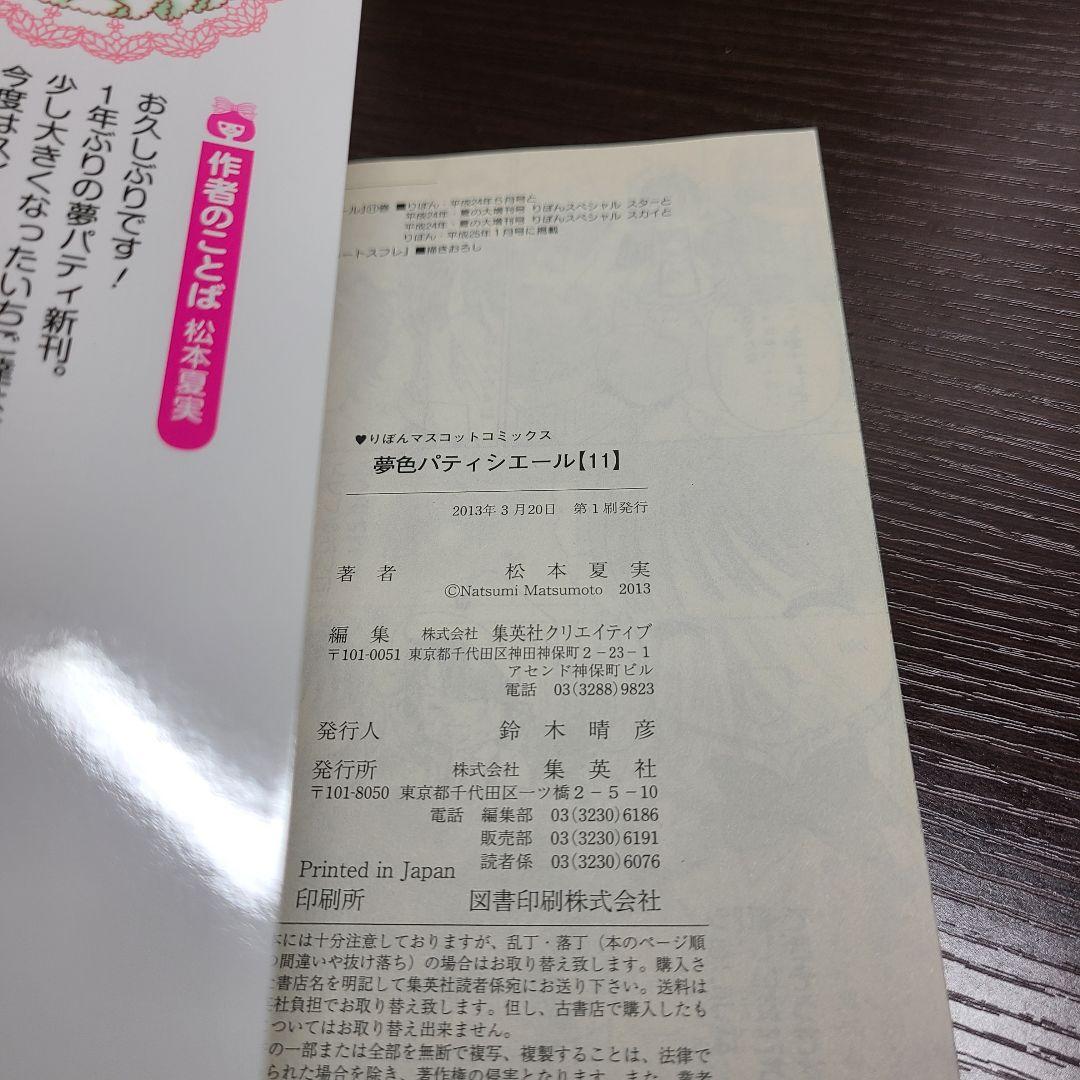 作者のことば 松本夏実
お久しぶりです!
1年ぶりの夢パティ新刊。
少し大きくなったいちご達
今度はス
ール』⑪巻 ■りぼん・平成24年5月号と
平成24年・夏の大増刊号 りぼんスペシャル スターと
平成24年・夏の大増刊号 りぼんスペシャル スカイと
りぼん・平成25年1月号に掲載
ートスフレ』■描きおろし
♥りぼんマスコットコミックス
夢色パティシエール【11】
2013年3月20日 第1刷発行
著者 松本夏実
©Natsumi Matsumoto 2013
編集 株式会社 集英社クリエイティブ
〒101-0051 東京都千代田区神田神保町2-23-1
アセンド神保町ビル
電話 03(3288)9823
発行人 鈴木晴彦
発行所 株式会社 集英社
〒101-8050 東京都千代田区一ツ橋2-5-10
電話 編集部 03(3230)6186
販売部 03(3230)6191
読者係 03(3230)6076
Printed in Japan
印刷所 図書印刷株式会社
本には十分注意しておりますが、乱丁・落丁(本のページ順
の間違いや抜け落ち)の場合はお取り替え致します。購入さ
た書店名を明記して集英社読者係宛にお送り下さい。送料は
英社負担でお取り替え致します。但し、古書店で購入したも
についてはお取り替え出来ません。
の一部または全部を無断で複写、複製することは、法律で
られた場合を除き、著作権の侵害となります。また、業者